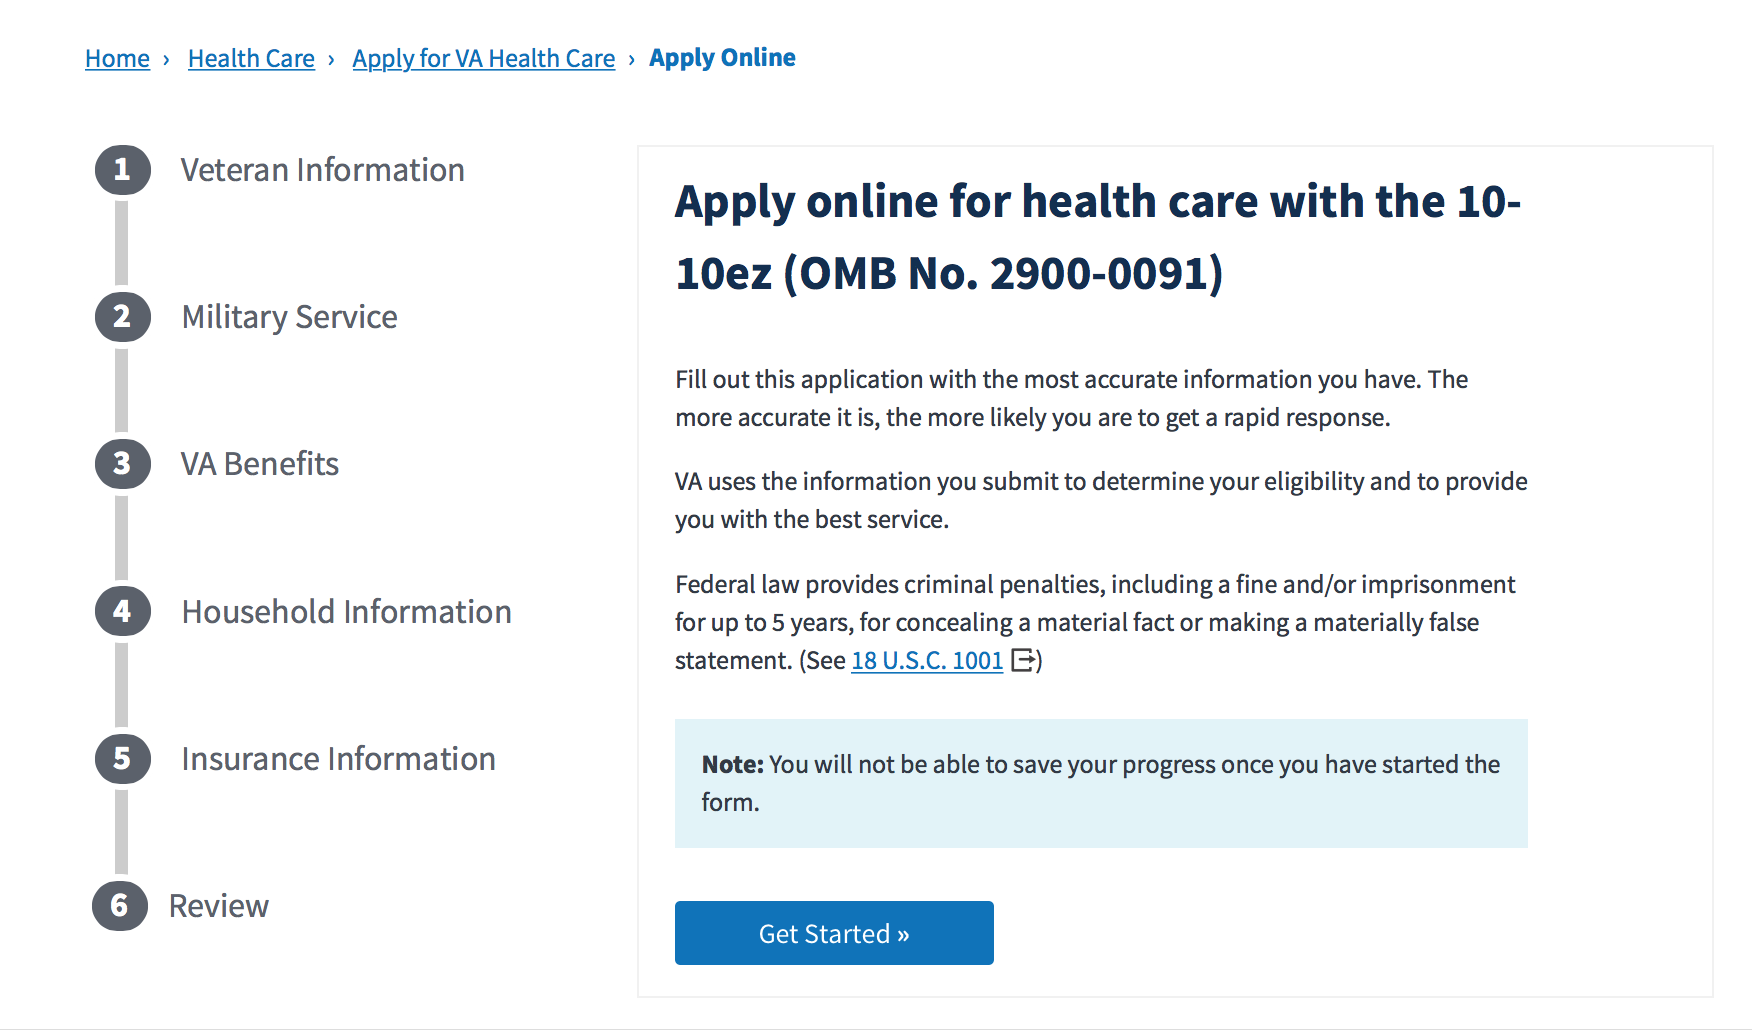 Home › Health Care › Apply for VA Health Care › Apply Online
1 Veteran Information
2 Military Service
3 VA Benefits
4 Household Information
5 Insurance Information
6 Review
Apply online for health care with the 10-
10ez (OMB No. 2900-0091)
Fill out this application with the most accurate information you have. The
more accurate it is, the more likely you are to get a rapid response.
VA uses the information you submit to determine your eligibility and to provide
you with the best service.
Federal law provides criminal penalties, including a fine and/or imprisonment
for up to 5 years, for concealing a material fact or making a materially false
statement. (See 18 U.S.C. 1001 )
Note: You will not be able to save your progress once you have started the
form.
Get Started »